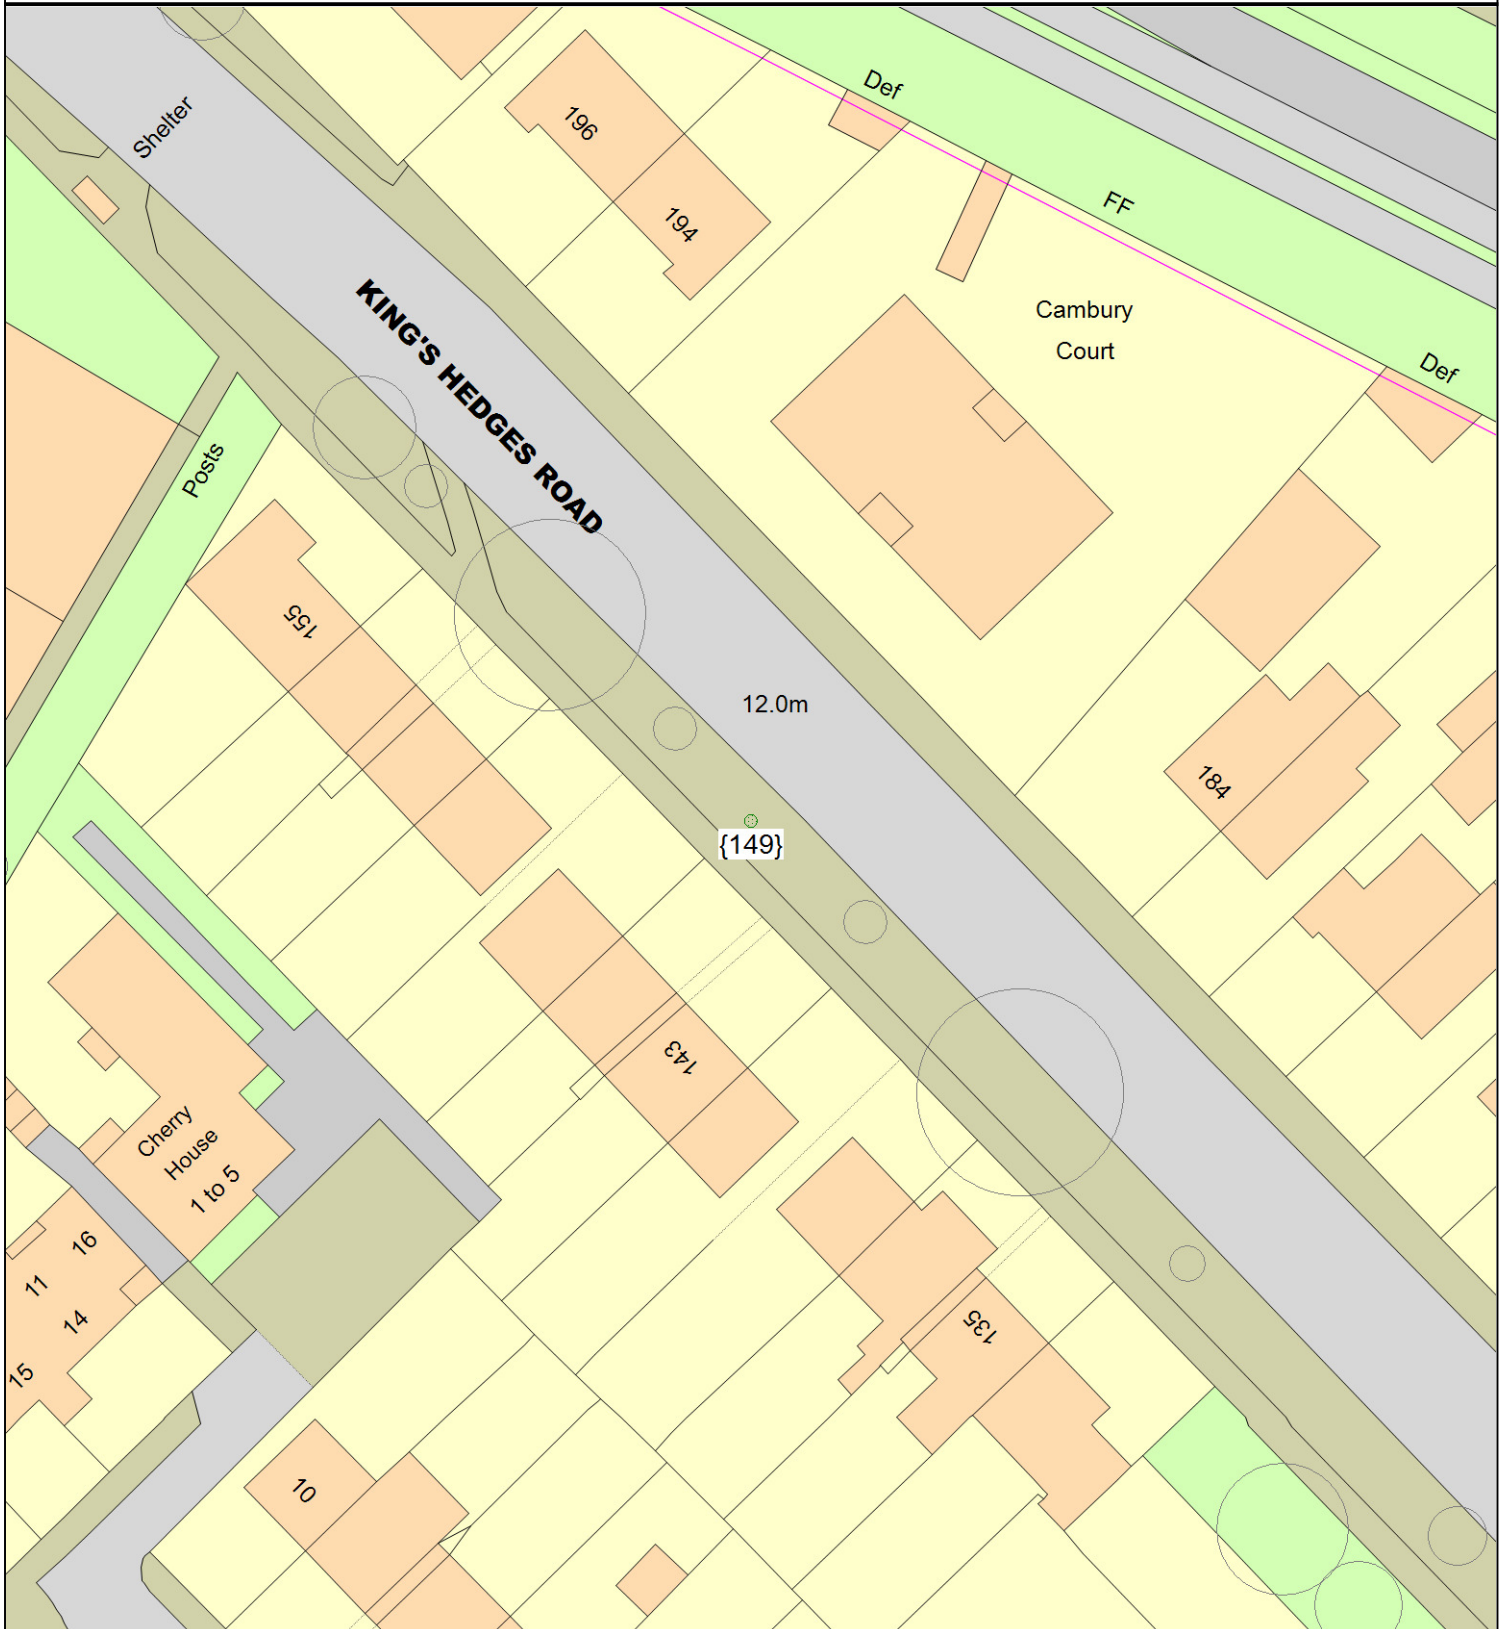 Def
Shelter
196
FF
194
KING'S HEDGES ROAD
Cambury
Court
Def
Posts
155
12.0m
184
{149}
143
Cherry
House
1 to 5
16
11
14
15
135
10